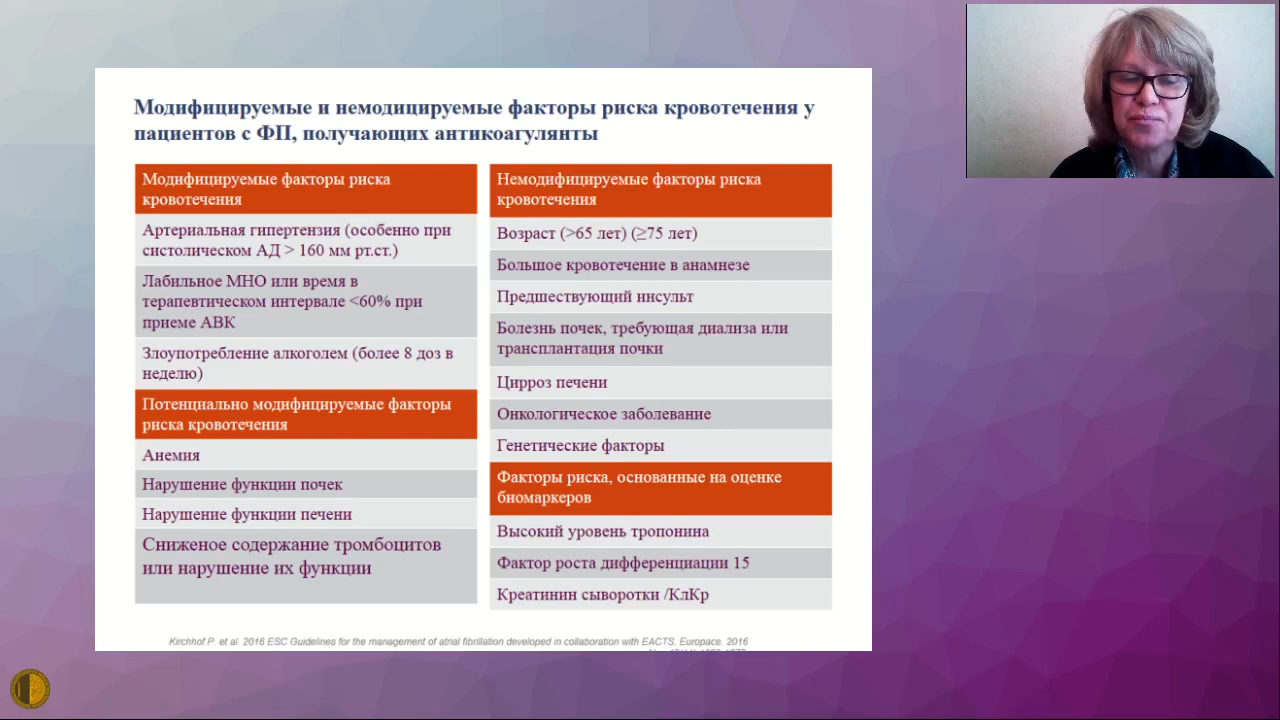 Модифицируемые и немодицируемые факторы риска кровотечения у
пациентов с ФП, получающих антикоагулянты
Модифицируемые факторы риска
кровотечения
Артериальная гипертензия (особенно при
систолическом АД > 160 мм рт.ст.)
Лабильное МНО или время в
терапевтическом интервале <60% при
приеме АВК
Злоупотребление алкоголем (более 8 доз в
неделю)
Потенциально модифицируемые факторы
риска кровотечения
Анемия
Нарушение функции почек
Нарушение функции печени
Сниженое содержание тромбоцитов
или нарушение их функции
Немодифицируемые факторы риска
кровотечения
Возраст (>65 лет) (≥75 лет)
Большое кровотечение в анамнезе
Предшествующий инсульт
Болезнь почек, требующая диализа или
трансплантация почки
Цирроз печени
Онкологическое заболевание
Генетические факторы
Факторы риска, основанные на оценке
биомаркеров
Высокий уровень тропонина
Фактор роста дифференциации 15
Креатинин сыворотки /КлКр
Kirchhof P. et al. 2016 ESC Guidelines for the management of atrial fibrillation developed in collaboration with EACTS. Europace. 2016